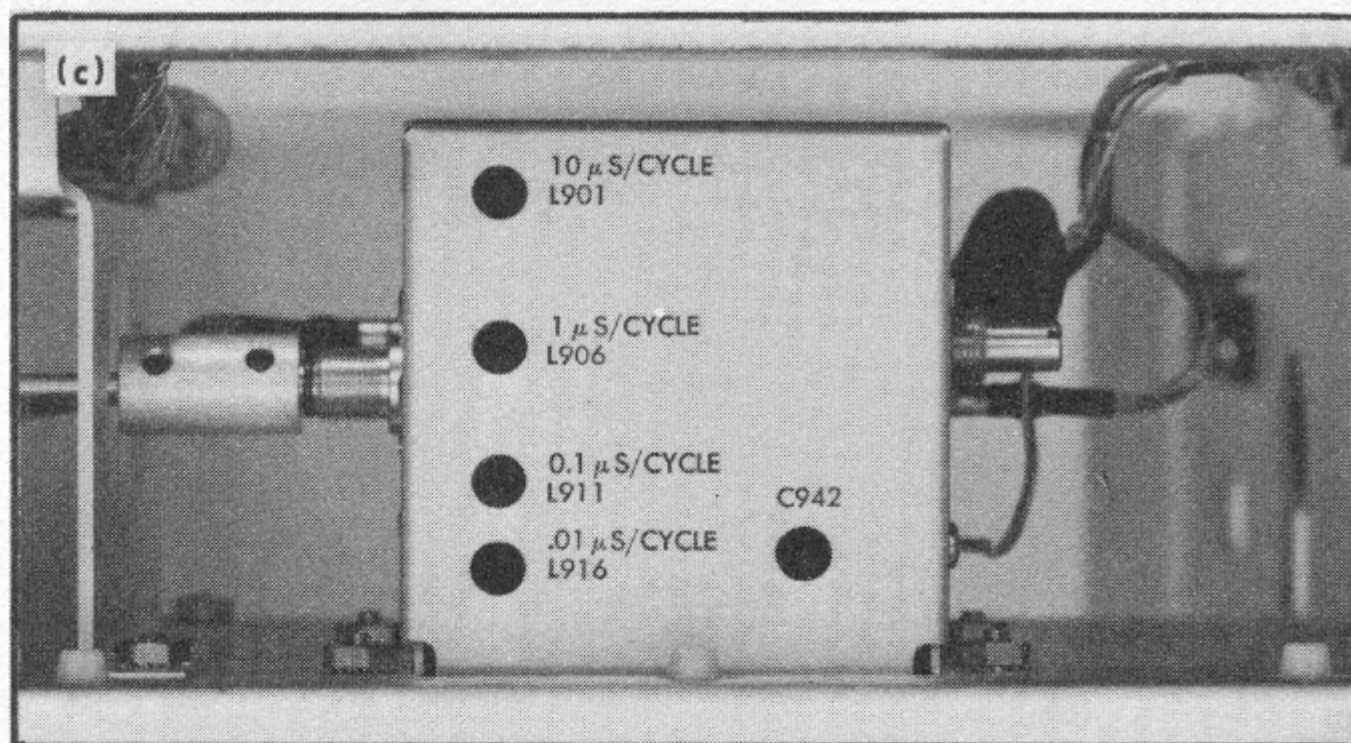 (c)
10 μS/CYCLE
L901
1 μS/CYCLE
L906
0.1 μS/CYCLE
L911
C942
.01 μS/CYCLE
L916